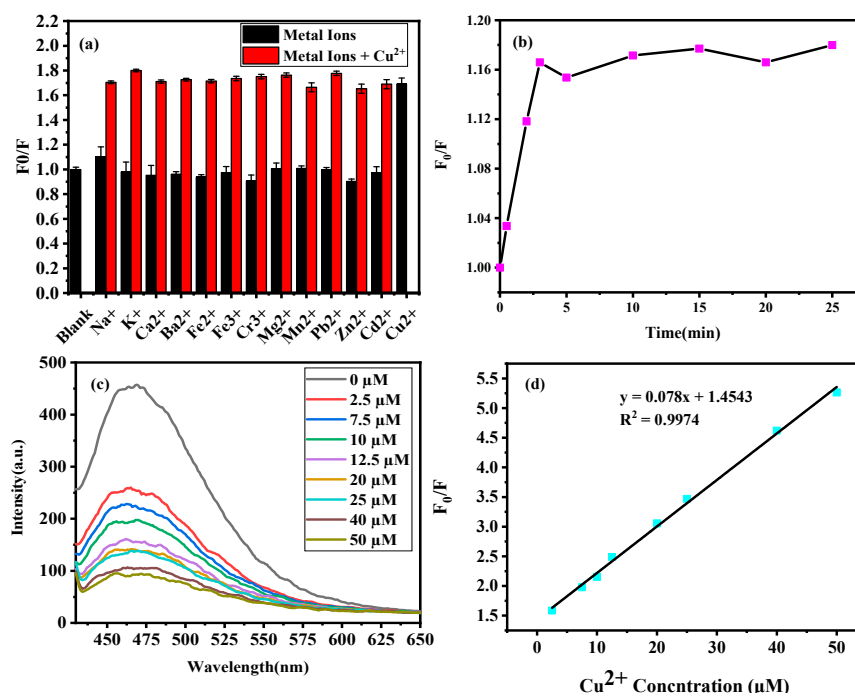 (a)
Metal Ions
Metal Ions + Cu²⁺
F0/F
2.0
1.8
1.6
1.4
1.2
1.0
0.8
0.6
0.4
0.2
0.0
Blank
Na+
K+
Ca2+
Ba2+
Fe2+
Fe3+
Cr3+
Mg2+
Mn2+
Pb2+
Zn2+
Cd2+
Cu2+
(b)
F₀/F
1.20
1.16
1.12
1.08
1.04
1.00
0 5 10 15 20 25
Time(min)
(c)
0 µM
2.5 µM
7.5 µM
10 µM
12.5 µM
20 µM
25 µM
40 µM
50 µM
Intensity(a.u.)
500
400
300
200
100
0
450 475 500 525 550 575 600 625 650
Wavelength(nm)
(d)
y = 0.078x + 1.4543
R² = 0.9974
F₀/F
5.5
5.0
4.5
4.0
3.5
3.0
2.5
2.0
1.5
0 10 20 30 40 50
Cu²⁺ Concntration (µM)